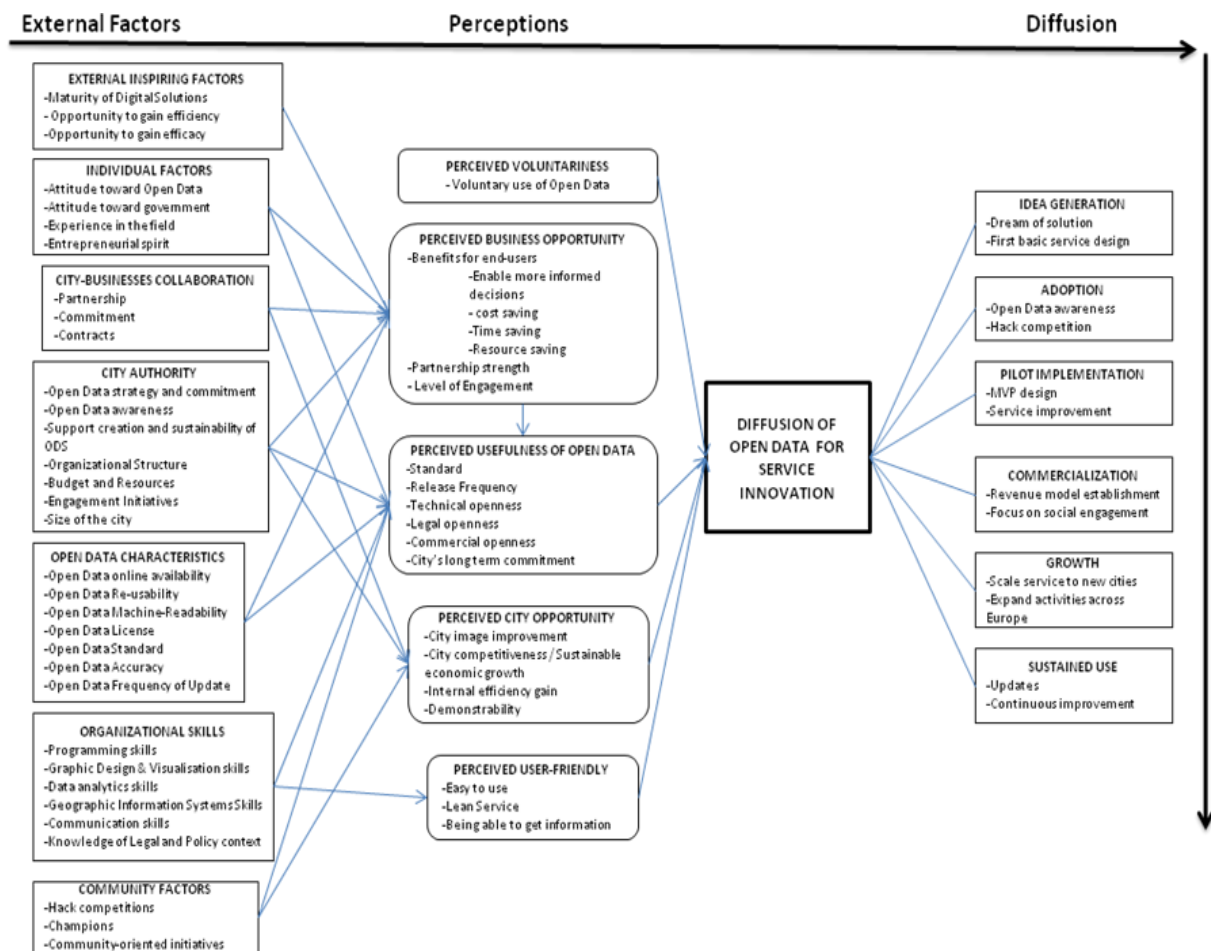 External Factors
Perceptions
Diffusion
EXTERNAL INSPIRING FACTORS
-Maturity of Digital Solutions
- Opportunity to gain efficiency
-Opportunity to gain efficacy
INDIVIDUAL FACTORS
-Attitude toward Open Data
-Attitude toward government
-Experience in the field
-Entrepreneurial spirit
CITY-BUSINESSES COLLABORATION
-Partnership
-Commitment
-Contracts
CITY AUTHORITY
-Open Data strategy and commitment
-Open Data awareness
-Support creation and sustainability of
ODS
-Organizational Structure
-Budget and Resources
-Engagement Initiatives
-Size of the city
OPEN DATA CHARACTERISTICS
-Open Data online availability
-Open Data Re-usability
-Open Data Machine-Readability
-Open Data License
-Open Data Standard
-Open Data Accuracy
-Open Data Frequency of Update
ORGANIZATIONAL SKILLS
-Programming skills
-Graphic Design & Visualisation skills
-Data analytics skills
-Geographic Information Systems Skills
-Communication skills
-Knowledge of Legal and Policy context
COMMUNITY FACTORS
-Hack competitions
-Champions
-Community-oriented initiatives
PERCEIVED VOLUNTARINESS
- Voluntary use of Open Data
PERCEIVED BUSINESS OPPORTUNITY
-Benefits for end-users
-Enable more informed
decisions
- cost saving
-Time saving
-Resource saving
-Partnership strength
- Level of Engagement
PERCEIVED USEFULNESS OF OPEN DATA
-Standard
-Release Frequency
-Technical openness
-Legal openness
-Commercial openness
-City's long term commitment
PERCEIVED CITY OPPORTUNITY
-City image improvement
-City competitiveness / Sustainable
economic growth
-Internal efficiency gain
-Demonstrability
PERCEIVED USER-FRIENDLY
-Easy to use
-Lean Service
-Being able to get information
DIFFUSION OF
OPEN DATA FOR
SERVICE
INNOVATION
IDEA GENERATION
-Dream of solution
-First basic service design
ADOPTION
-Open Data awareness
-Hack competition
PILOT IMPLEMENTATION
-MVP design
-Service improvement
COMMERCIALIZATION
-Revenue model establishment
-Focus on social engagement
GROWTH
-Scale service to new cities
-Expand activities across
Europe
SUSTAINED USE
-Updates
-Continuous improvement